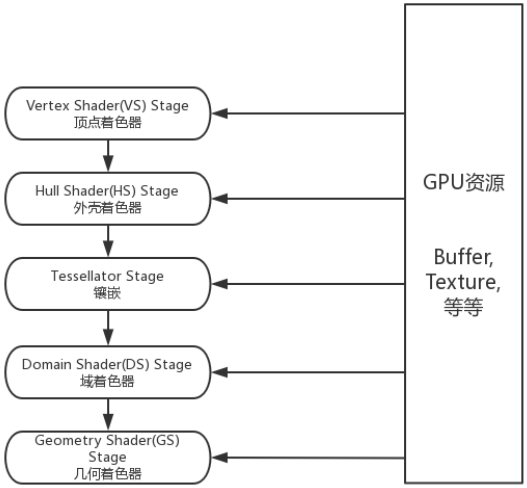 Vertex Shader(VS) Stage
顶点着色器
Hull Shader(HS) Stage
外壳着色器
Tessellator Stage
镶嵌
Domain Shader(DS) Stage
域着色器
Geometry Shader(GS)
Stage
几何着色器
GPU资源
Buffer,
Texture,
等等